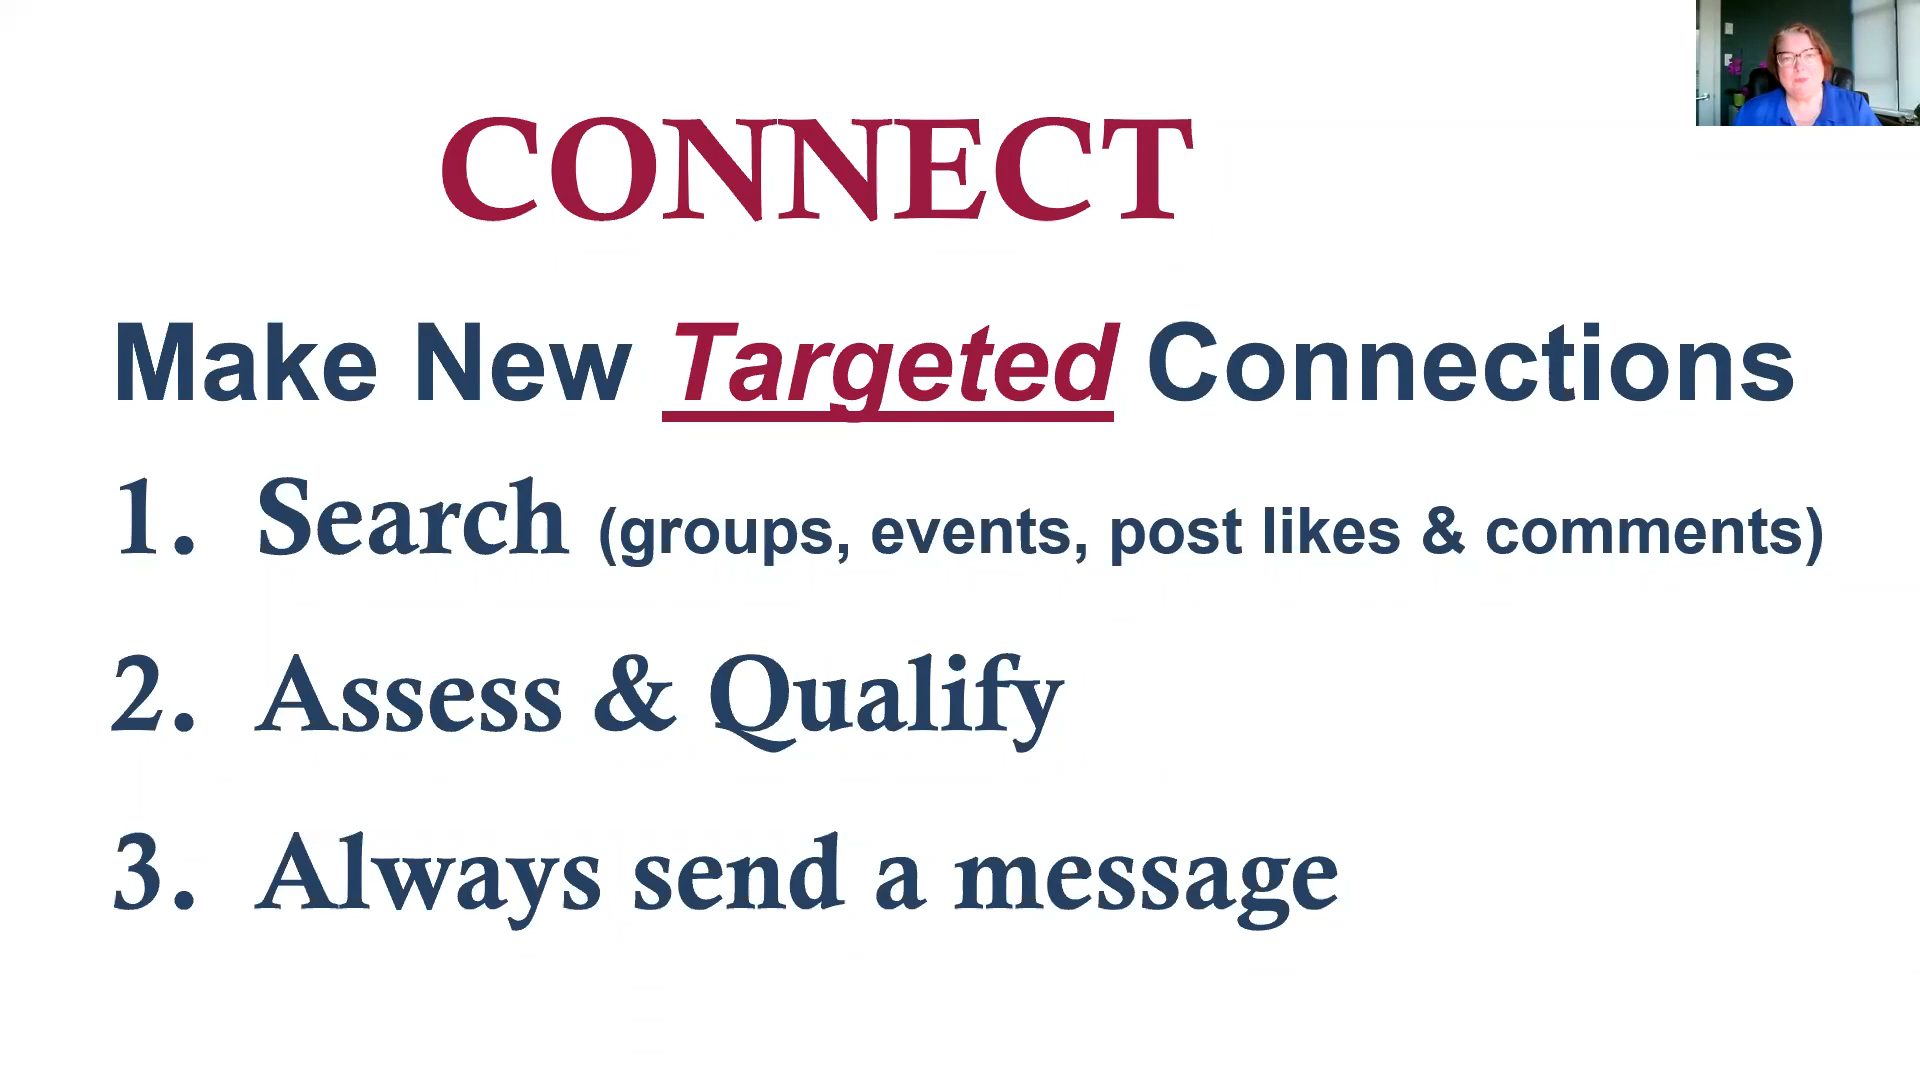 CONNECT
Make New Targeted Connections
1. Search (groups, events, post likes & comments)
2. Assess & Qualify
3. Always send a message